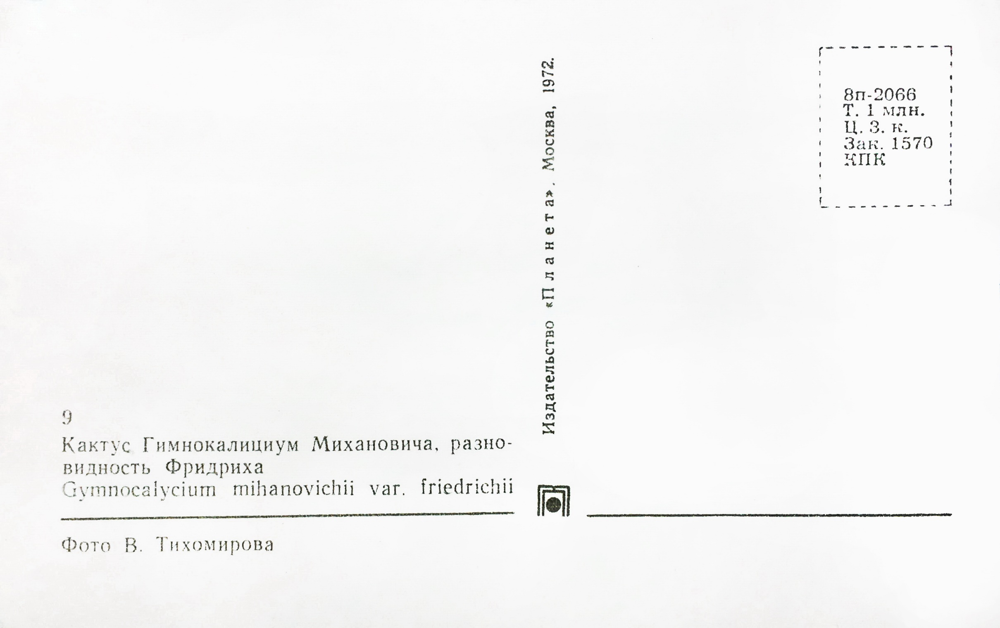 9
Кактус Гимнокалициум Михановича, разно-
видность Фридриха
Gymnocalycium mihanovichii var. friedrichii
Фото В. Тихомирова
Издательство «Планета». Москва, 1972.
8п-2066
Т. 1 млн.
Ц. 3. к.
Зак. 1570
КПК